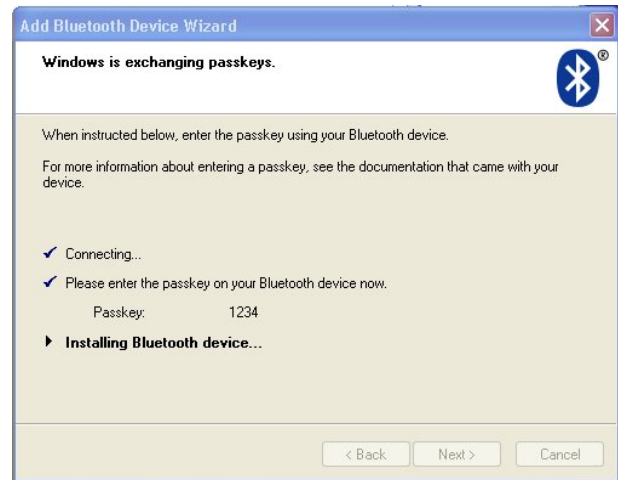 Add Bluetooth Device Wizard
Windows is exchanging passkeys.
®
When instructed below, enter the passkey using your Bluetooth device.
For more information about entering a passkey, see the documentation that came with your
device.
Connecting...
Please enter the passkey on your Bluetooth device now.
Passkey: 1234
Installing Bluetooth device...
< Back Next > Cancel